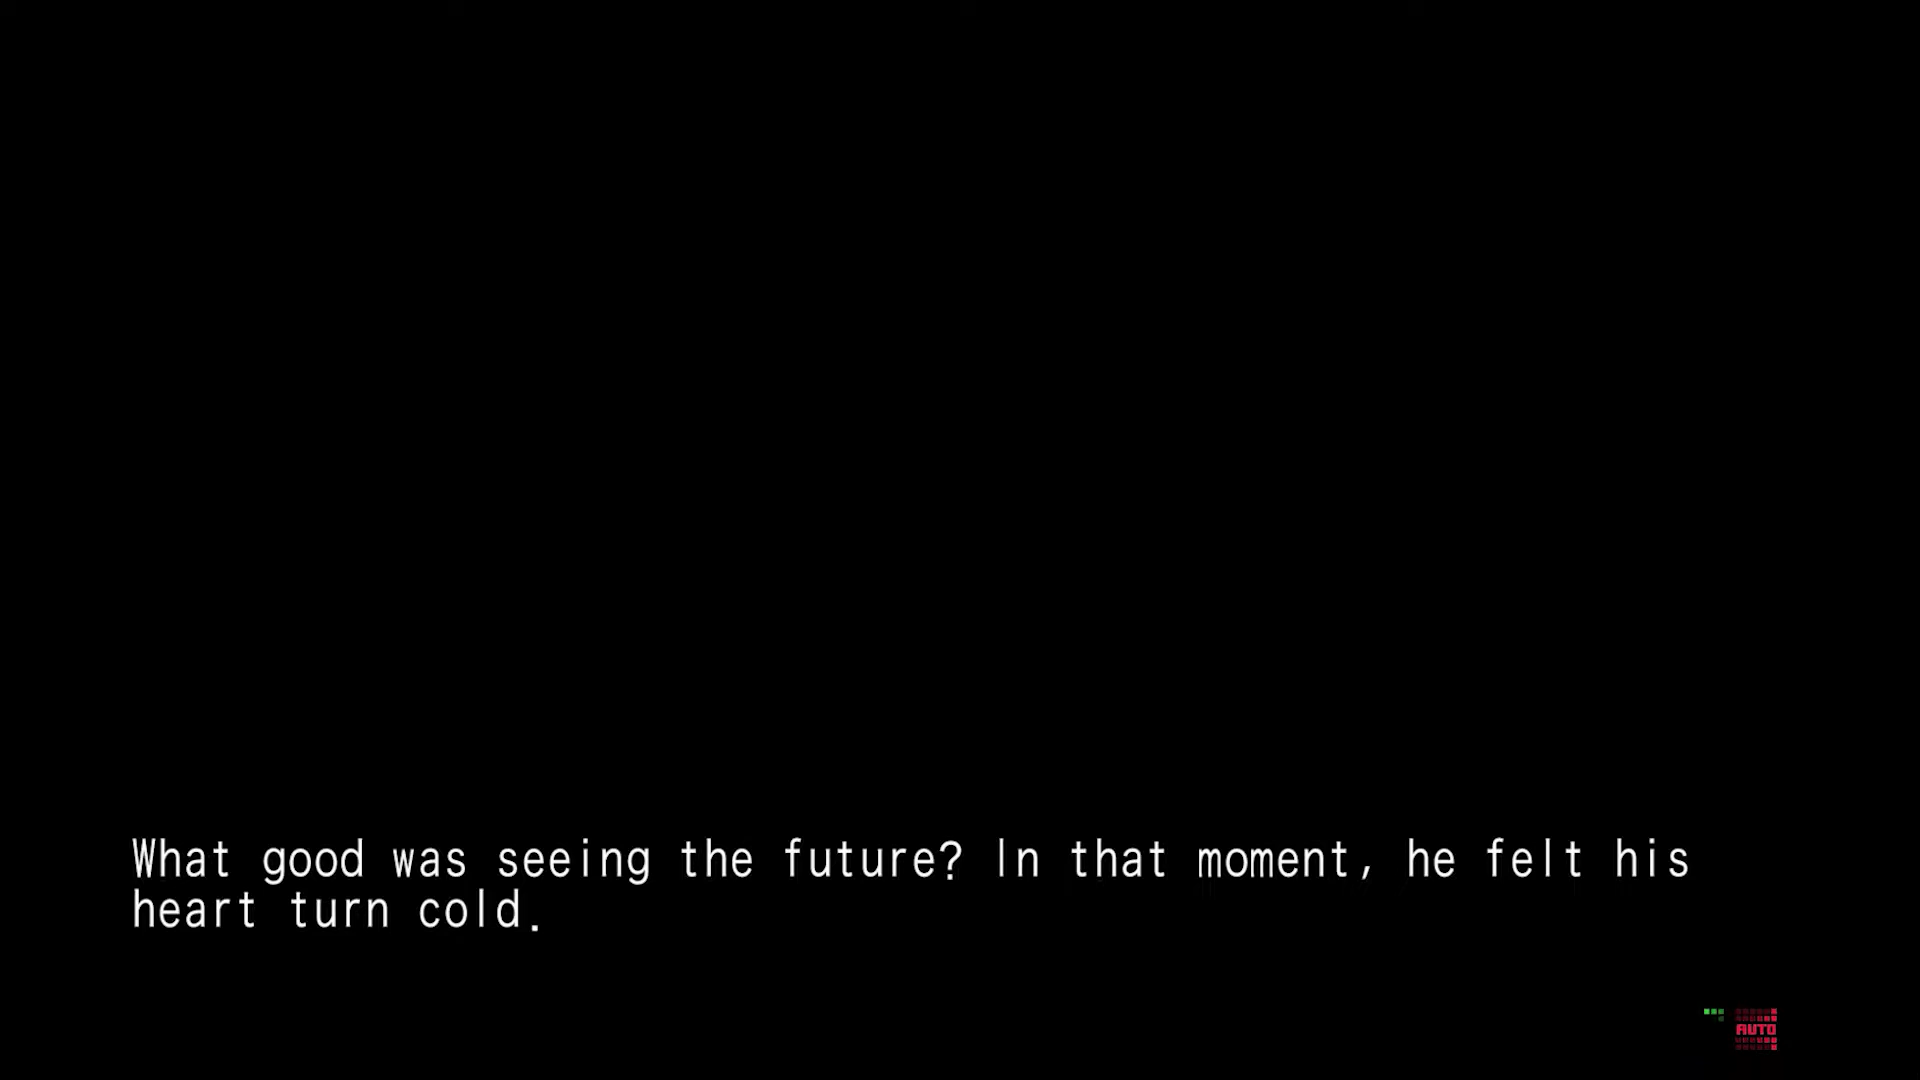 What good was seeing the future? In that moment, he felt his
heart turn cold.
AUTO